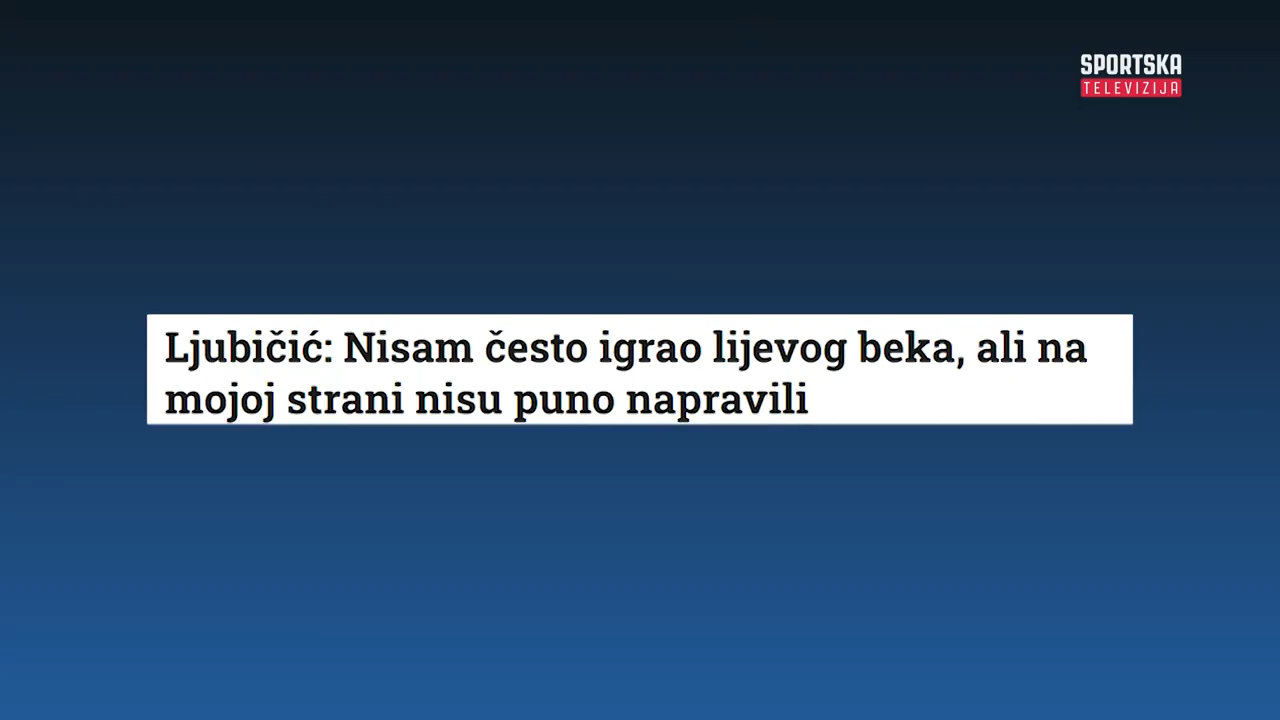 SPORTSKA
TELEVIZIJA
Ljubičić: Nisam često igrao lijevog beka, ali na
mojoj strani nisu puno napravili